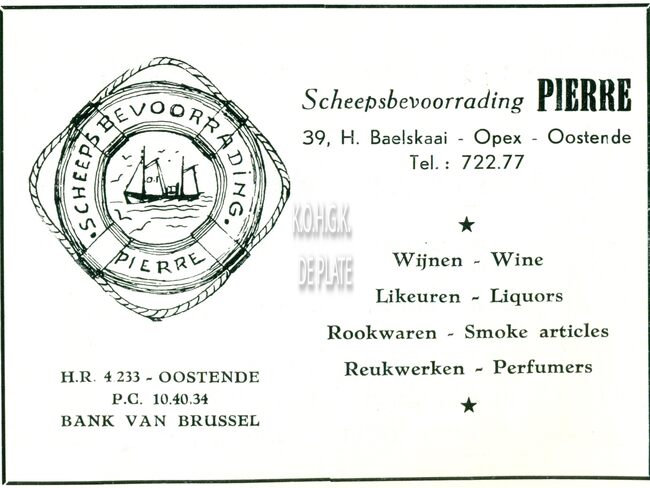 SCHEEPSBEVOORRADING
PIERRE
O.1
H.R. 4 233 - OOSTENDE
P.C. 10.40.34
BANK VAN BRUSSEL
Scheepsbevoorrading PIERRE
39, H. Baelskaai - Opex - Oostende
Tel. : 722.77
K.O.H.G.K.
DE PLATE
Wijnen - Wine
Likeuren - Liquors
Rookwaren - Smoke articles
Reukwerken - Perfumers